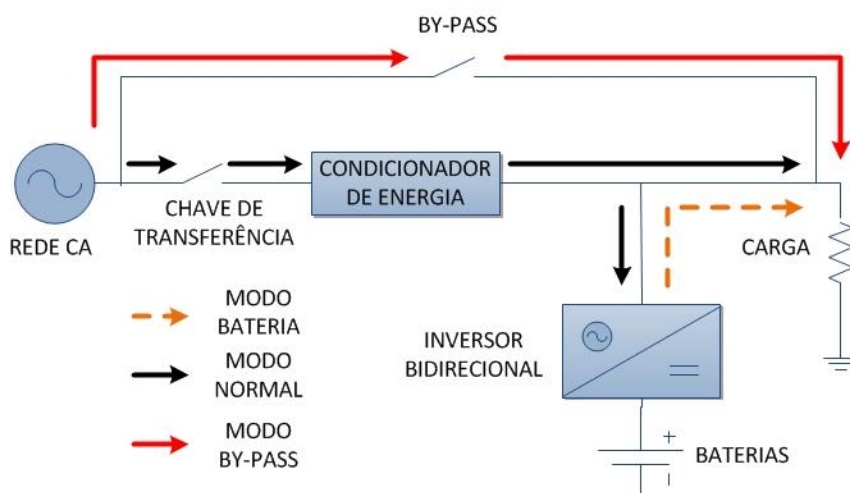 BY-PASS
CONDICIONADOR
DE ENERGIA
CHAVE DE
TRANSFERÊNCIA
REDE CA
CARGA
MODO
BATERIA
INVERSOR
BIDIRECIONAL
MODO
NORMAL
MODO
BY-PASS
+
BATERIAS
-